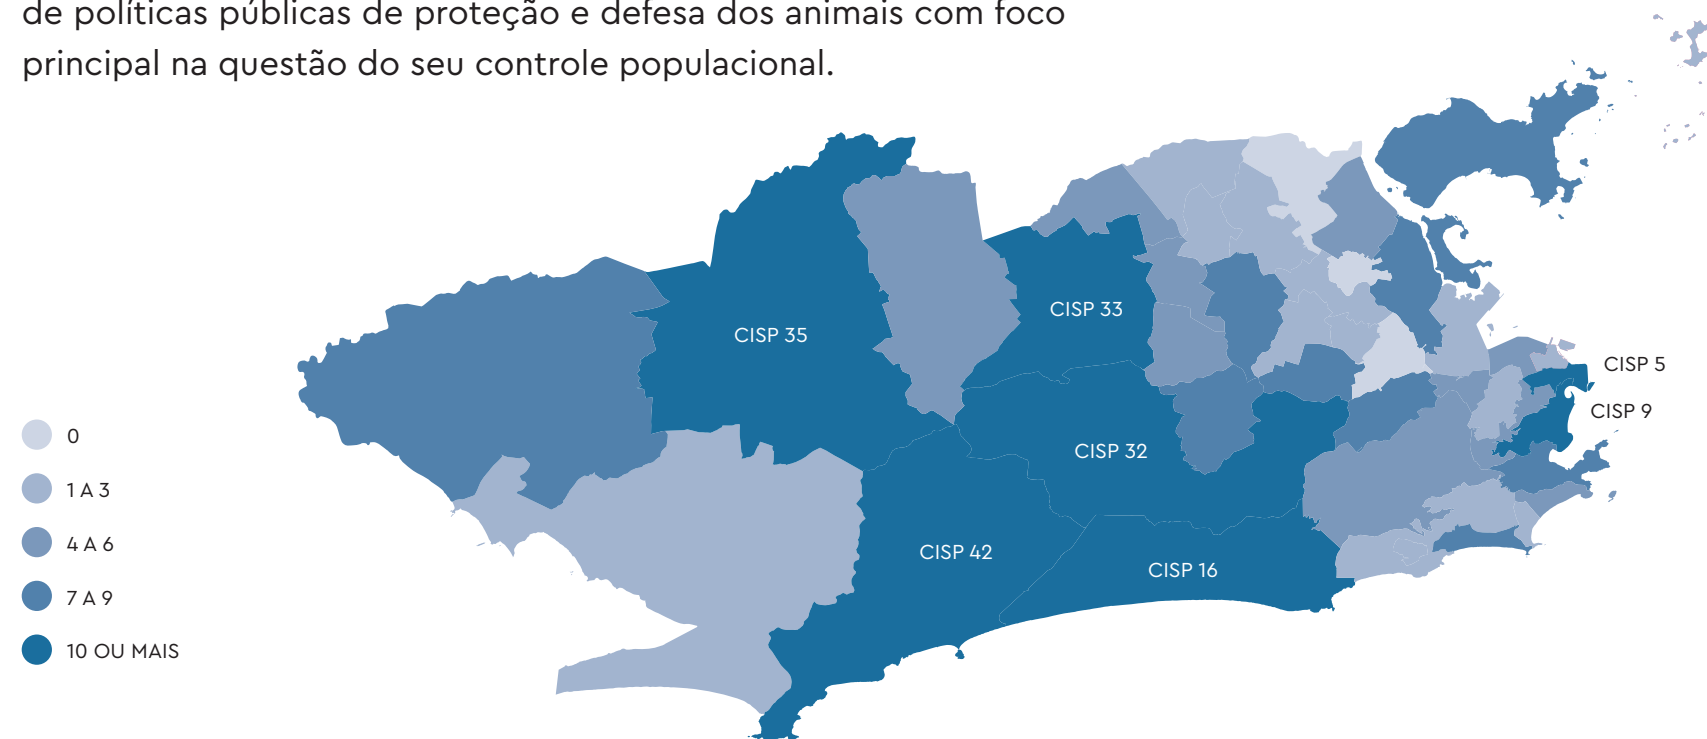 de políticas públicas de proteção e defesa dos animais com foco
principal na questão do seu controle populacional.
CISP 35
CISP 33
CISP 5
CISP 9
CISP 32
CISP 42
CISP 16
0
1 A 3
4 A 6
7 A 9
10 OU MAIS